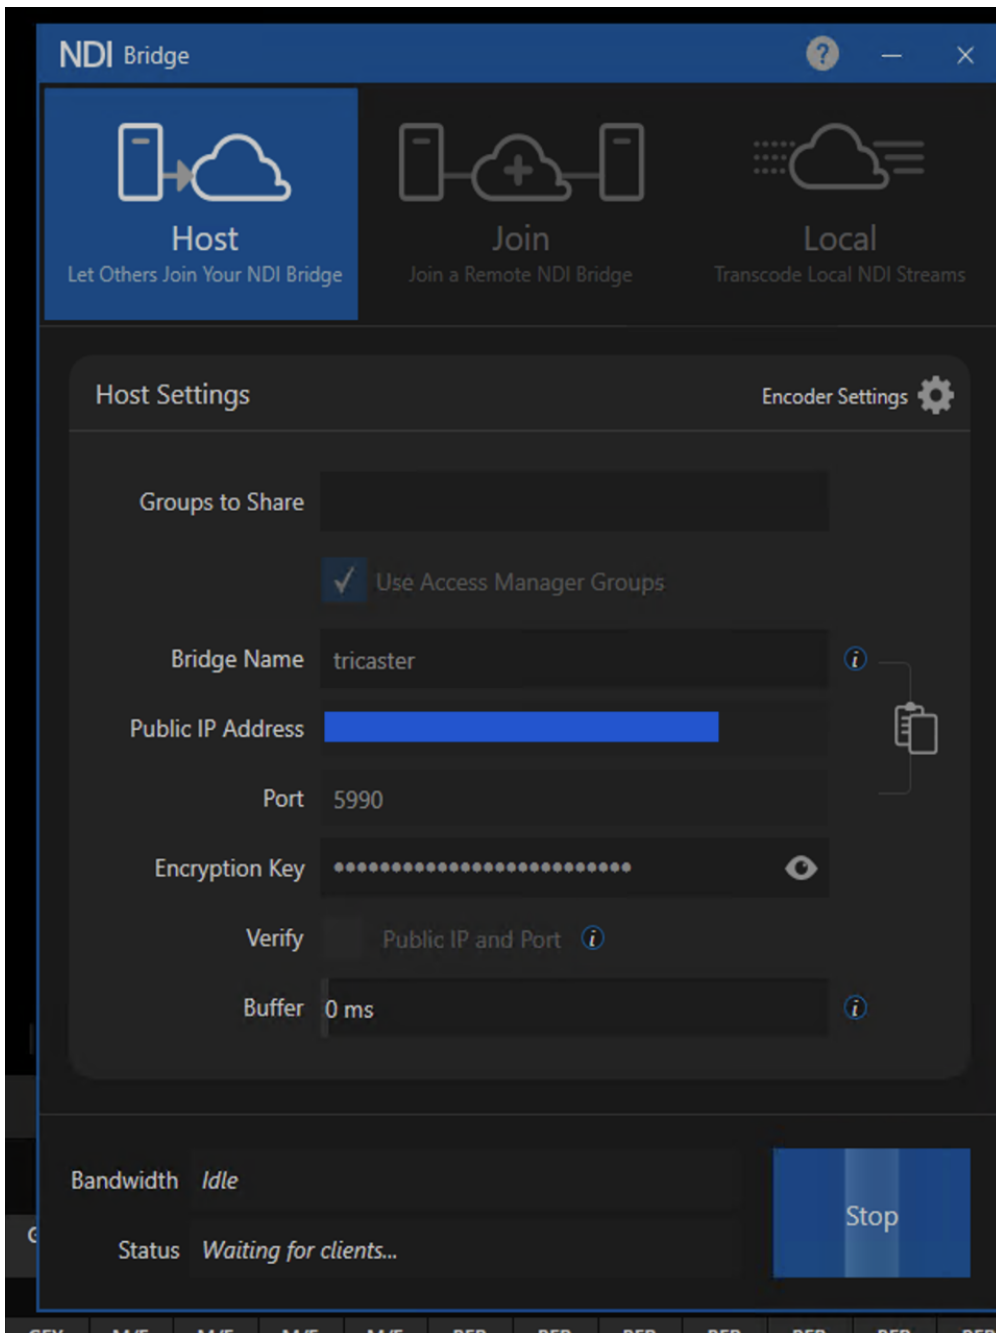 NDI Bridge
?
Host
Let Others Join Your NDI Bridge
Join
Join a Remote NDI Bridge
Local
Transcode Local NDI Streams
Host Settings
Encoder Settings
Groups to Share
Use Access Manager Groups
Bridge Name tricaster i
Public IP Address
Port 5990
Encryption Key ••••••••••••••••••••••••••
Verify Public IP and Port i
Buffer 0 ms i
Bandwidth Idle
Status Waiting for clients...
Stop